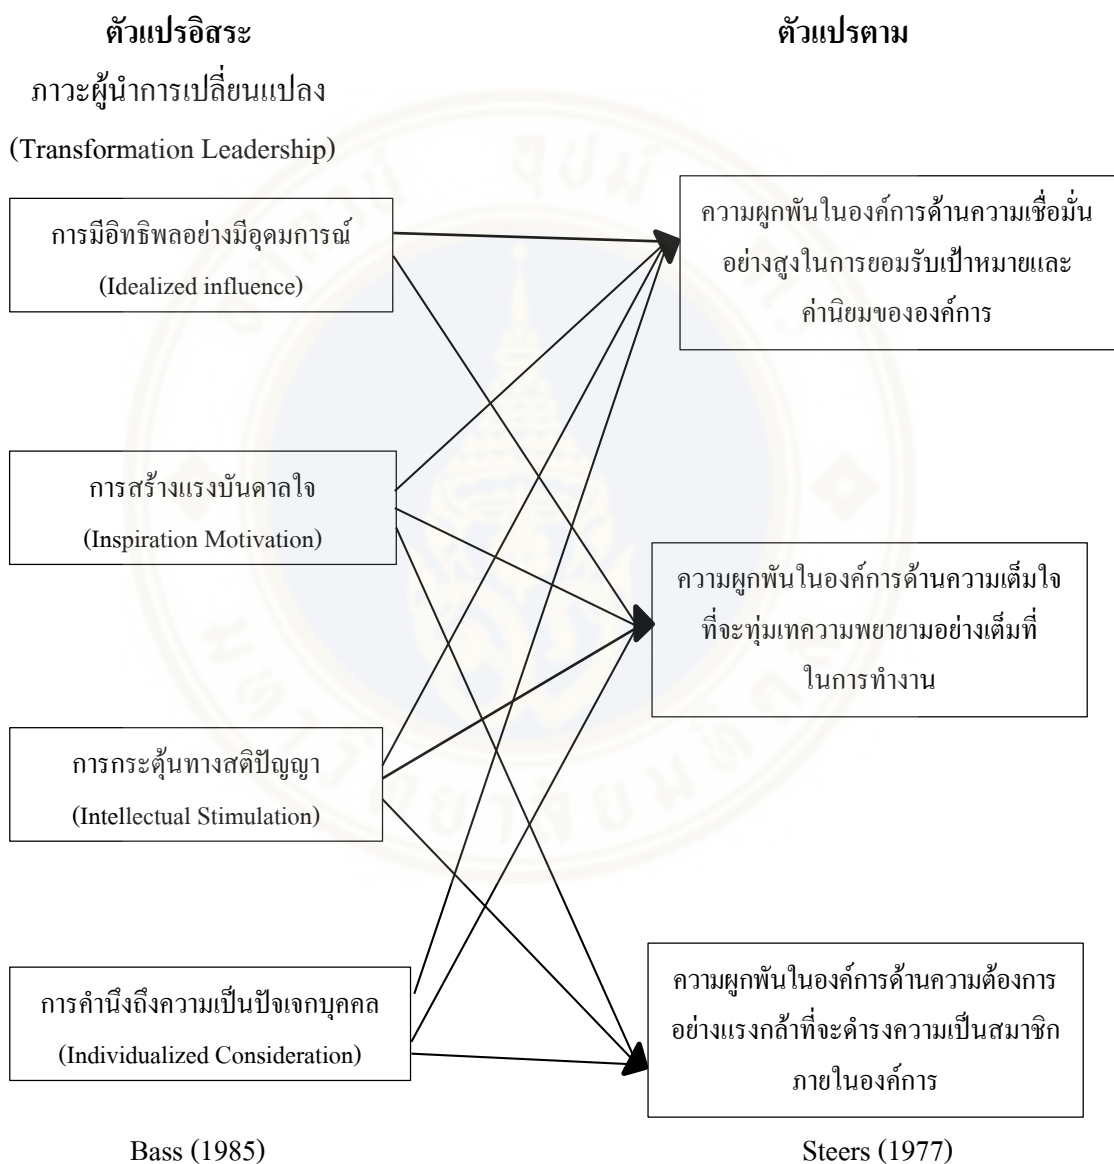 ตัวแปรอิสระ
ภาวะผู้นำการเปลี่ยนแปลง
(Transformation Leadership)
การมีอิทธิพลอย่างมีอุดมการณ์
(Idealized influence)
การสร้างแรงบันดาลใจ
(Inspiration Motivation)
การกระตุ้นทางสติปัญญา
(Intellectual Stimulation)
การคำนึงถึงความเป็นปัจเจกบุคคล
(Individualized Consideration)
Bass (1985)
ตัวแปรตาม
ความผูกพันในองค์การด้านความเชื่อมั่น
อย่างสูงในการยอมรับเป้าหมายและ
ค่านิยมขององค์การ
ความผูกพันในองค์การด้านความเต็มใจ
ที่จะทุ่มเทความพยายามอย่างเต็มที่
ในการทำงาน
ความผูกพันในองค์การด้านความต้องการ
อย่างแรงกล้าที่จะดำรงความเป็นสมาชิก
ภายในองค์การ
Steers (1977)